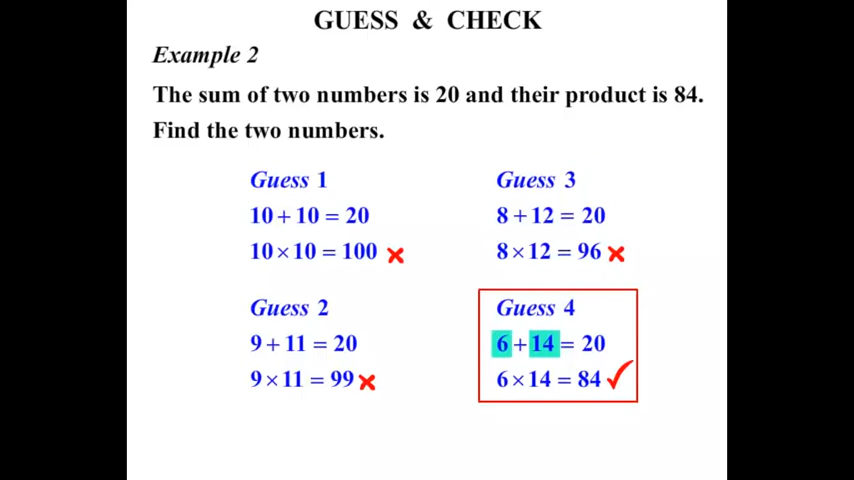 GUESS & CHECK
Example 2
The sum of two numbers is 20 and their product is 84.
Find the two numbers.
Guess 1
10 + 10 = 20
10 × 10 = 100
Guess 2
9 + 11 = 20
9 × 11 = 99
Guess 3
8 + 12 = 20
8 × 12 = 96
Guess 4
6 + 14 = 20
6 × 14 = 84